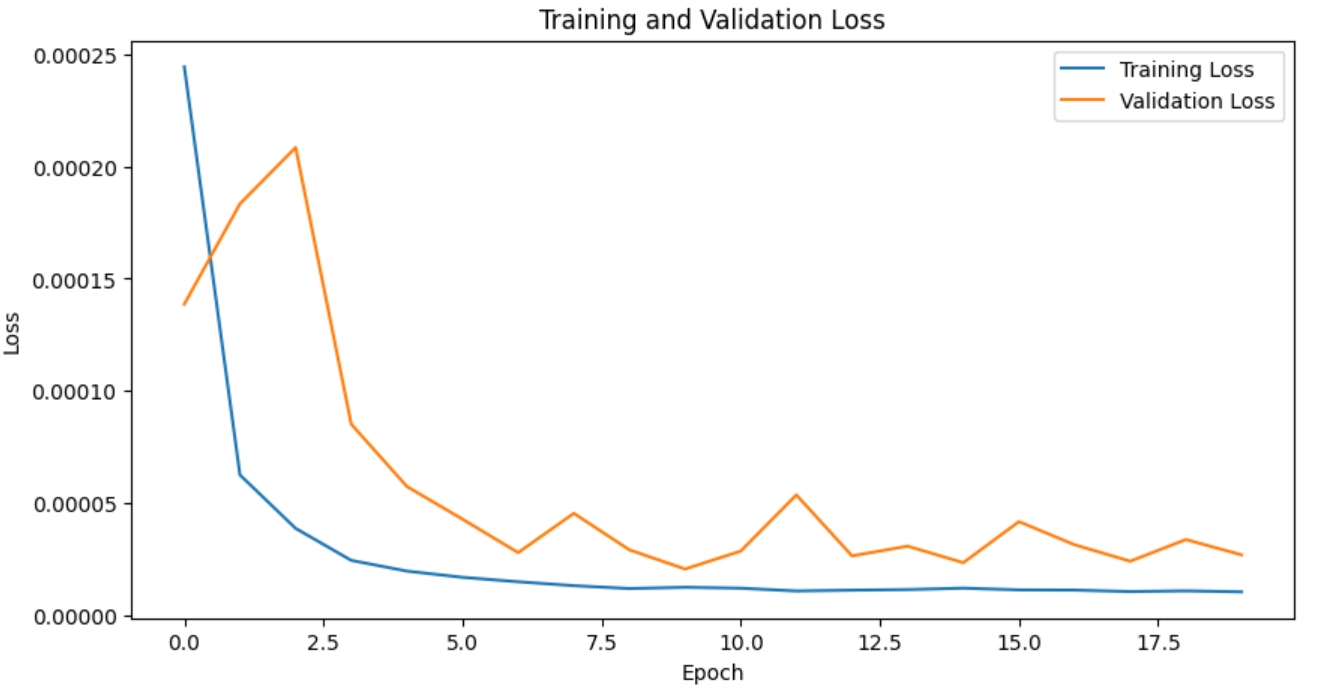 Training and Validation Loss
Training Loss
Validation Loss
0.00025
0.00020
0.00015
0.00010
0.00005
0.00000
Loss
0.0 2.5 5.0 7.5 10.0 12.5 15.0 17.5
Epoch